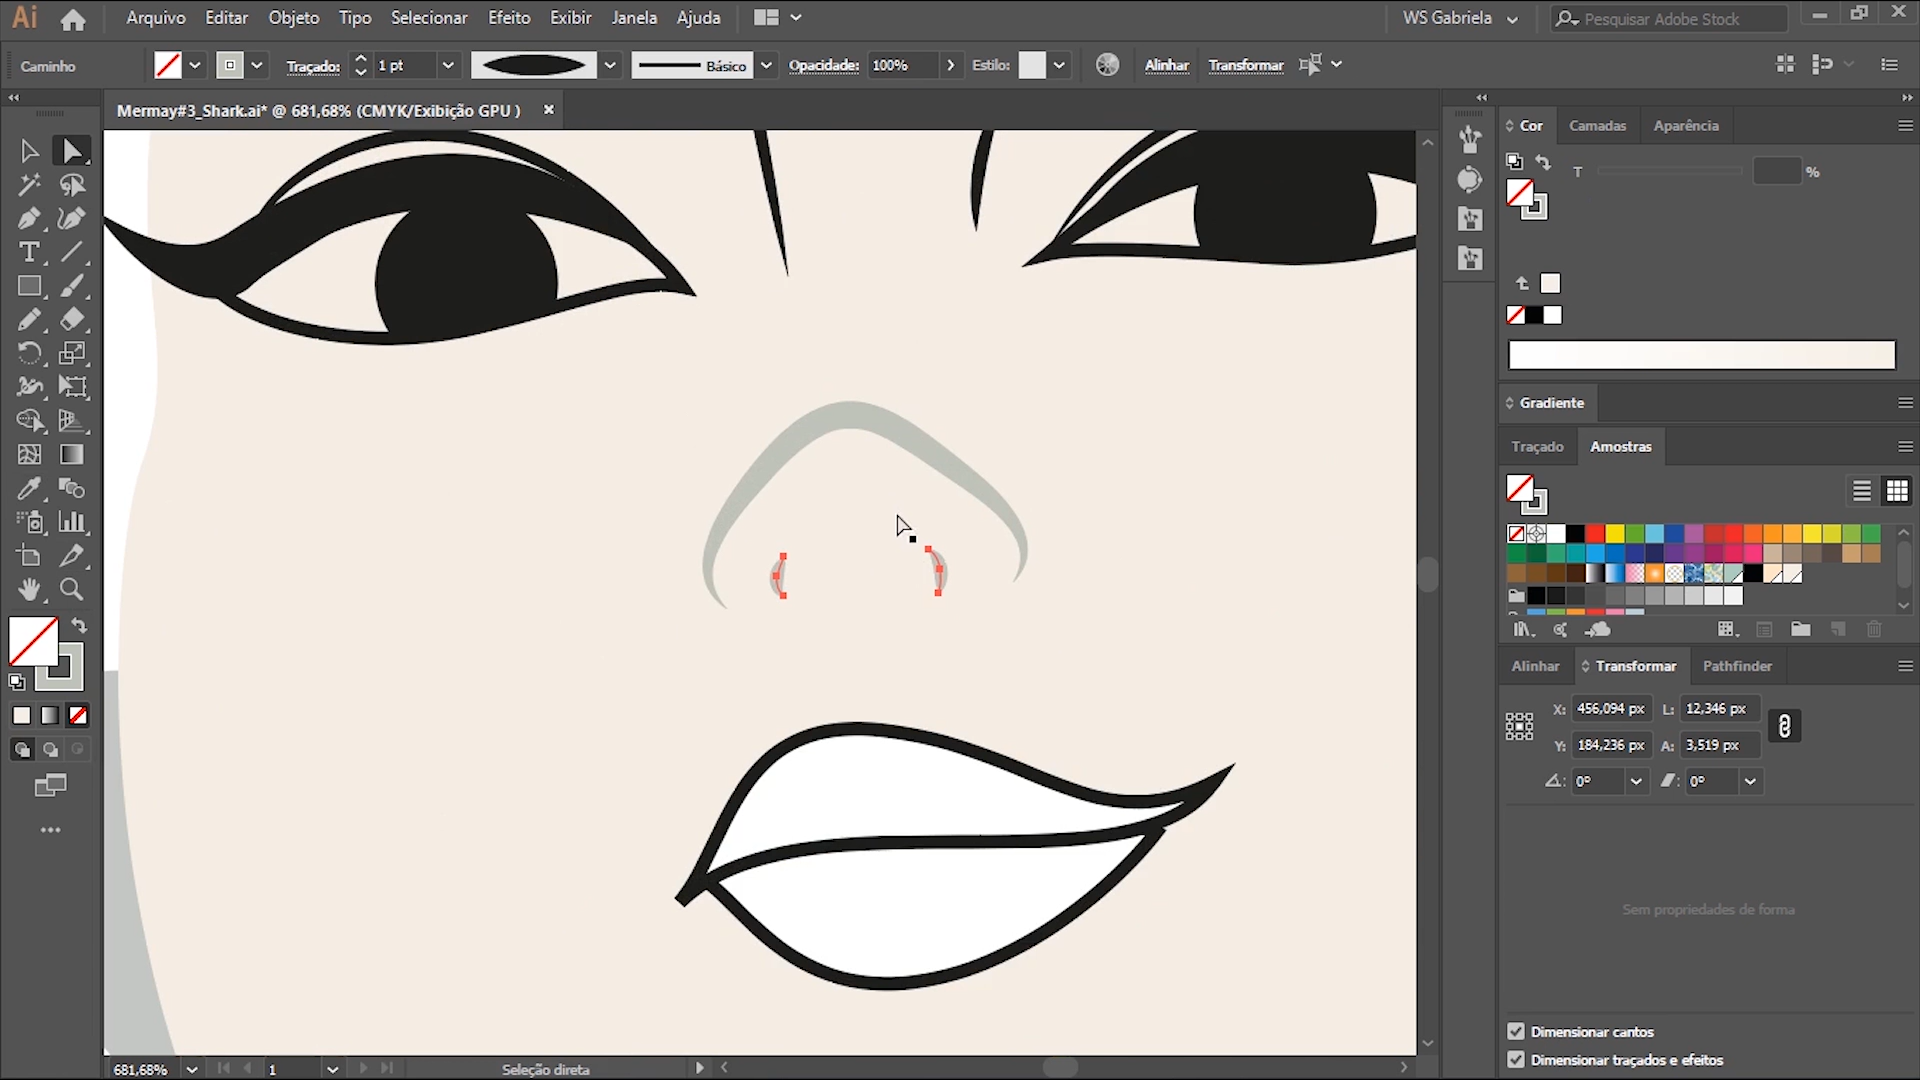 Ai Arquivo Editar Objeto Tipo Selecionar Efeito Exibir Janela Ajuda WS Gabriela Pesquisar Adobe Stock
Caminho Traçado: 1 pt Básico Opacidade: 100% Estilo: Alinhar Transformar
Mermay#3_Shark.ai* @ 681,68% (CMYK/Exibição GPU )
Cor Camadas Aparência
T %
Gradiente
Traçado Amostras
Alinhar Transformar Pathfinder
X: 456,094 px L: 12,346 px
Y: 184,236 px A: 3,519 px
0° 0°
Sem propriedades de forma
Dimensionar cantos
Dimensionar traçados e efeitos
681,68% 1 Seleção direta